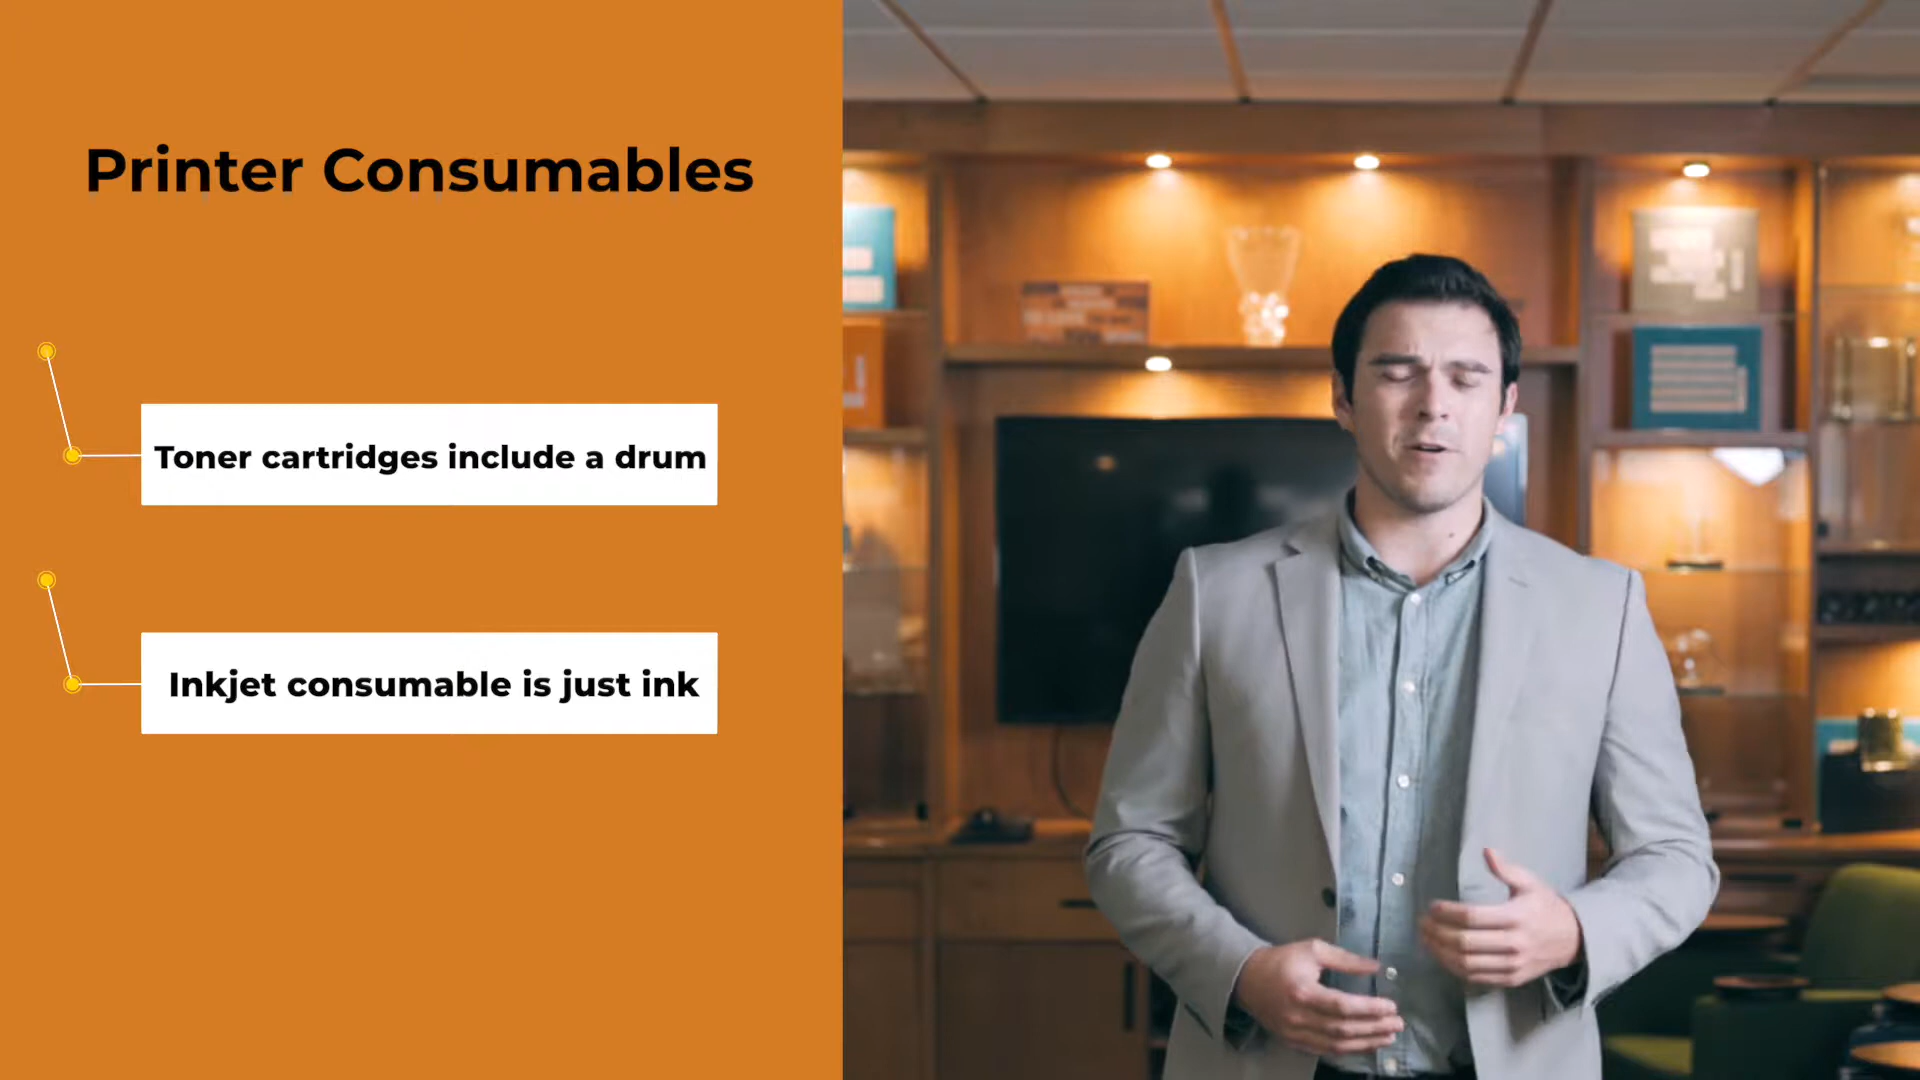 Printer Consumables
Toner cartridges include a drum
Inkjet consumable is just ink